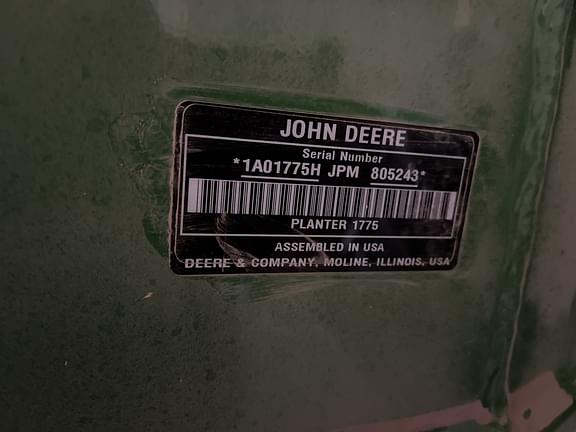 JOHN DEERE
Serial Number
*1A01775H JPM 805243*
PLANTER 1775
ASSEMBLED IN USA
DEERE & COMPANY, MOLINE, ILLINOIS, USA